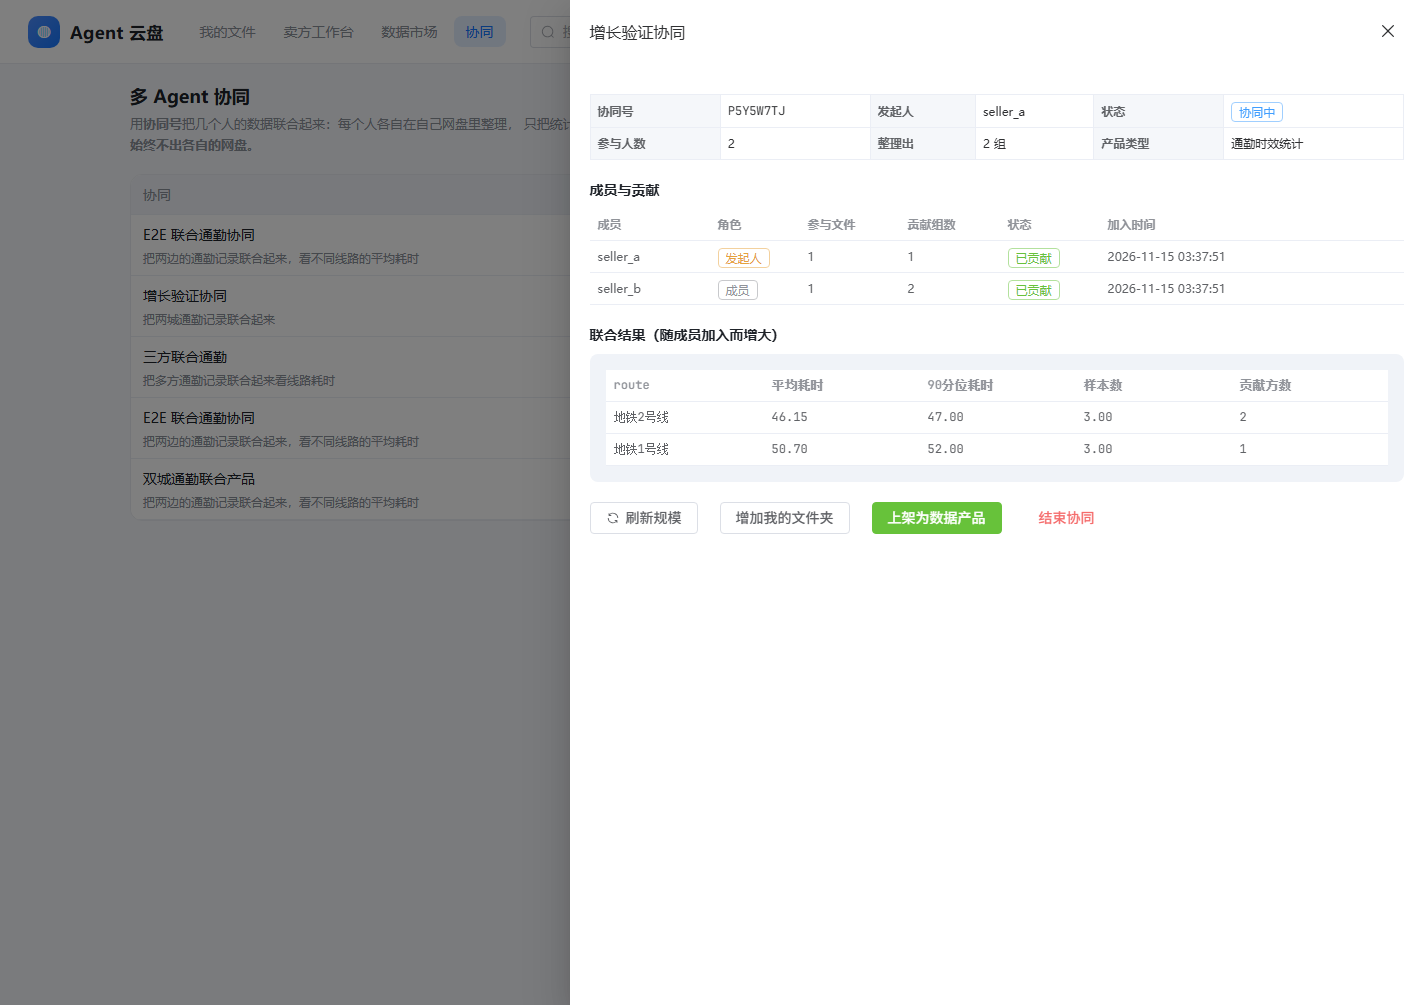 Agent 云盘
我的文件
卖方工作台
数据市场
协同
多 Agent 协同
用协同号把几个人的数据联合起来：每个人各自在自己网盘里整理， 只把统计
始终不出各自的网盘。
协同
E2E 联合通勤协同
把两边的通勤记录联合起来，看不同线路的平均耗时
增长验证协同
把两城通勤记录联合起来
三方联合通勤
把多方通勤记录联合起来看线路耗时
E2E 联合通勤协同
把两边的通勤记录联合起来，看不同线路的平均耗时
双城通勤联合产品
把两边的通勤记录联合起来，看不同线路的平均耗时
增长验证协同
协同号 P5Y5W7TJ 发起人 seller_a 状态 协同中
参与人数 2 整理出 2 组 产品类型 通勤时效统计
成员与贡献
成员 角色 参与文件 贡献组数 状态 加入时间
seller_a 发起人 1 1 已贡献 2026-11-15 03:37:51
seller_b 成员 1 2 已贡献 2026-11-15 03:37:51
联合结果（随成员加入而增大）
route 平均耗时 90分位耗时 样本数 贡献方数
地铁2号线 46.15 47.00 3.00 2
地铁1号线 50.70 52.00 3.00 1
刷新规模
增加我的文件夹
上架为数据产品
结束协同